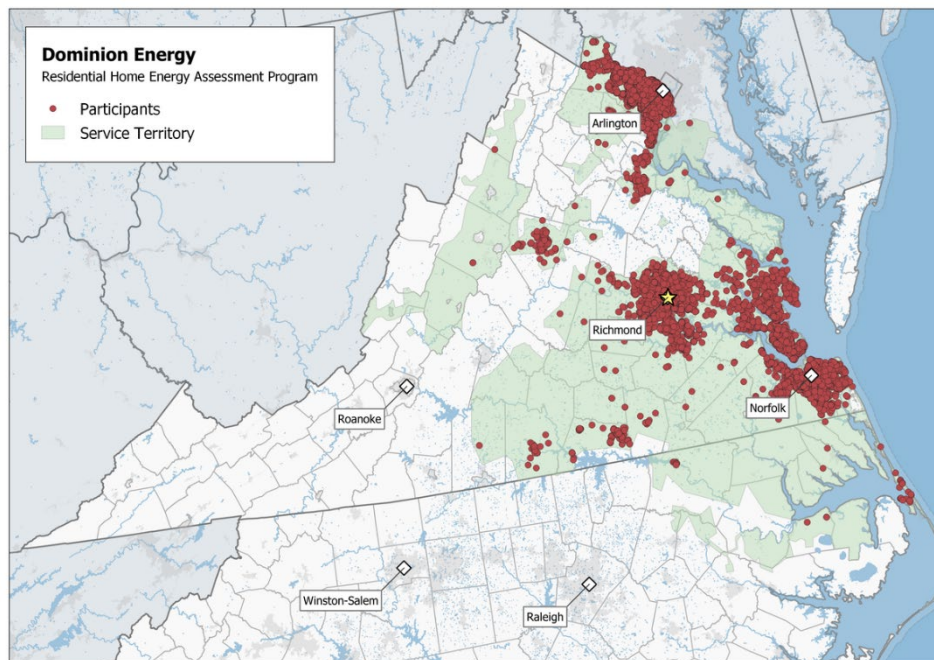 Dominion Energy
Residential Home Energy Assessment Program
Participants
Service Territory
Arlington
Richmond
Norfolk
Roanoke
Winston-Salem
Raleigh